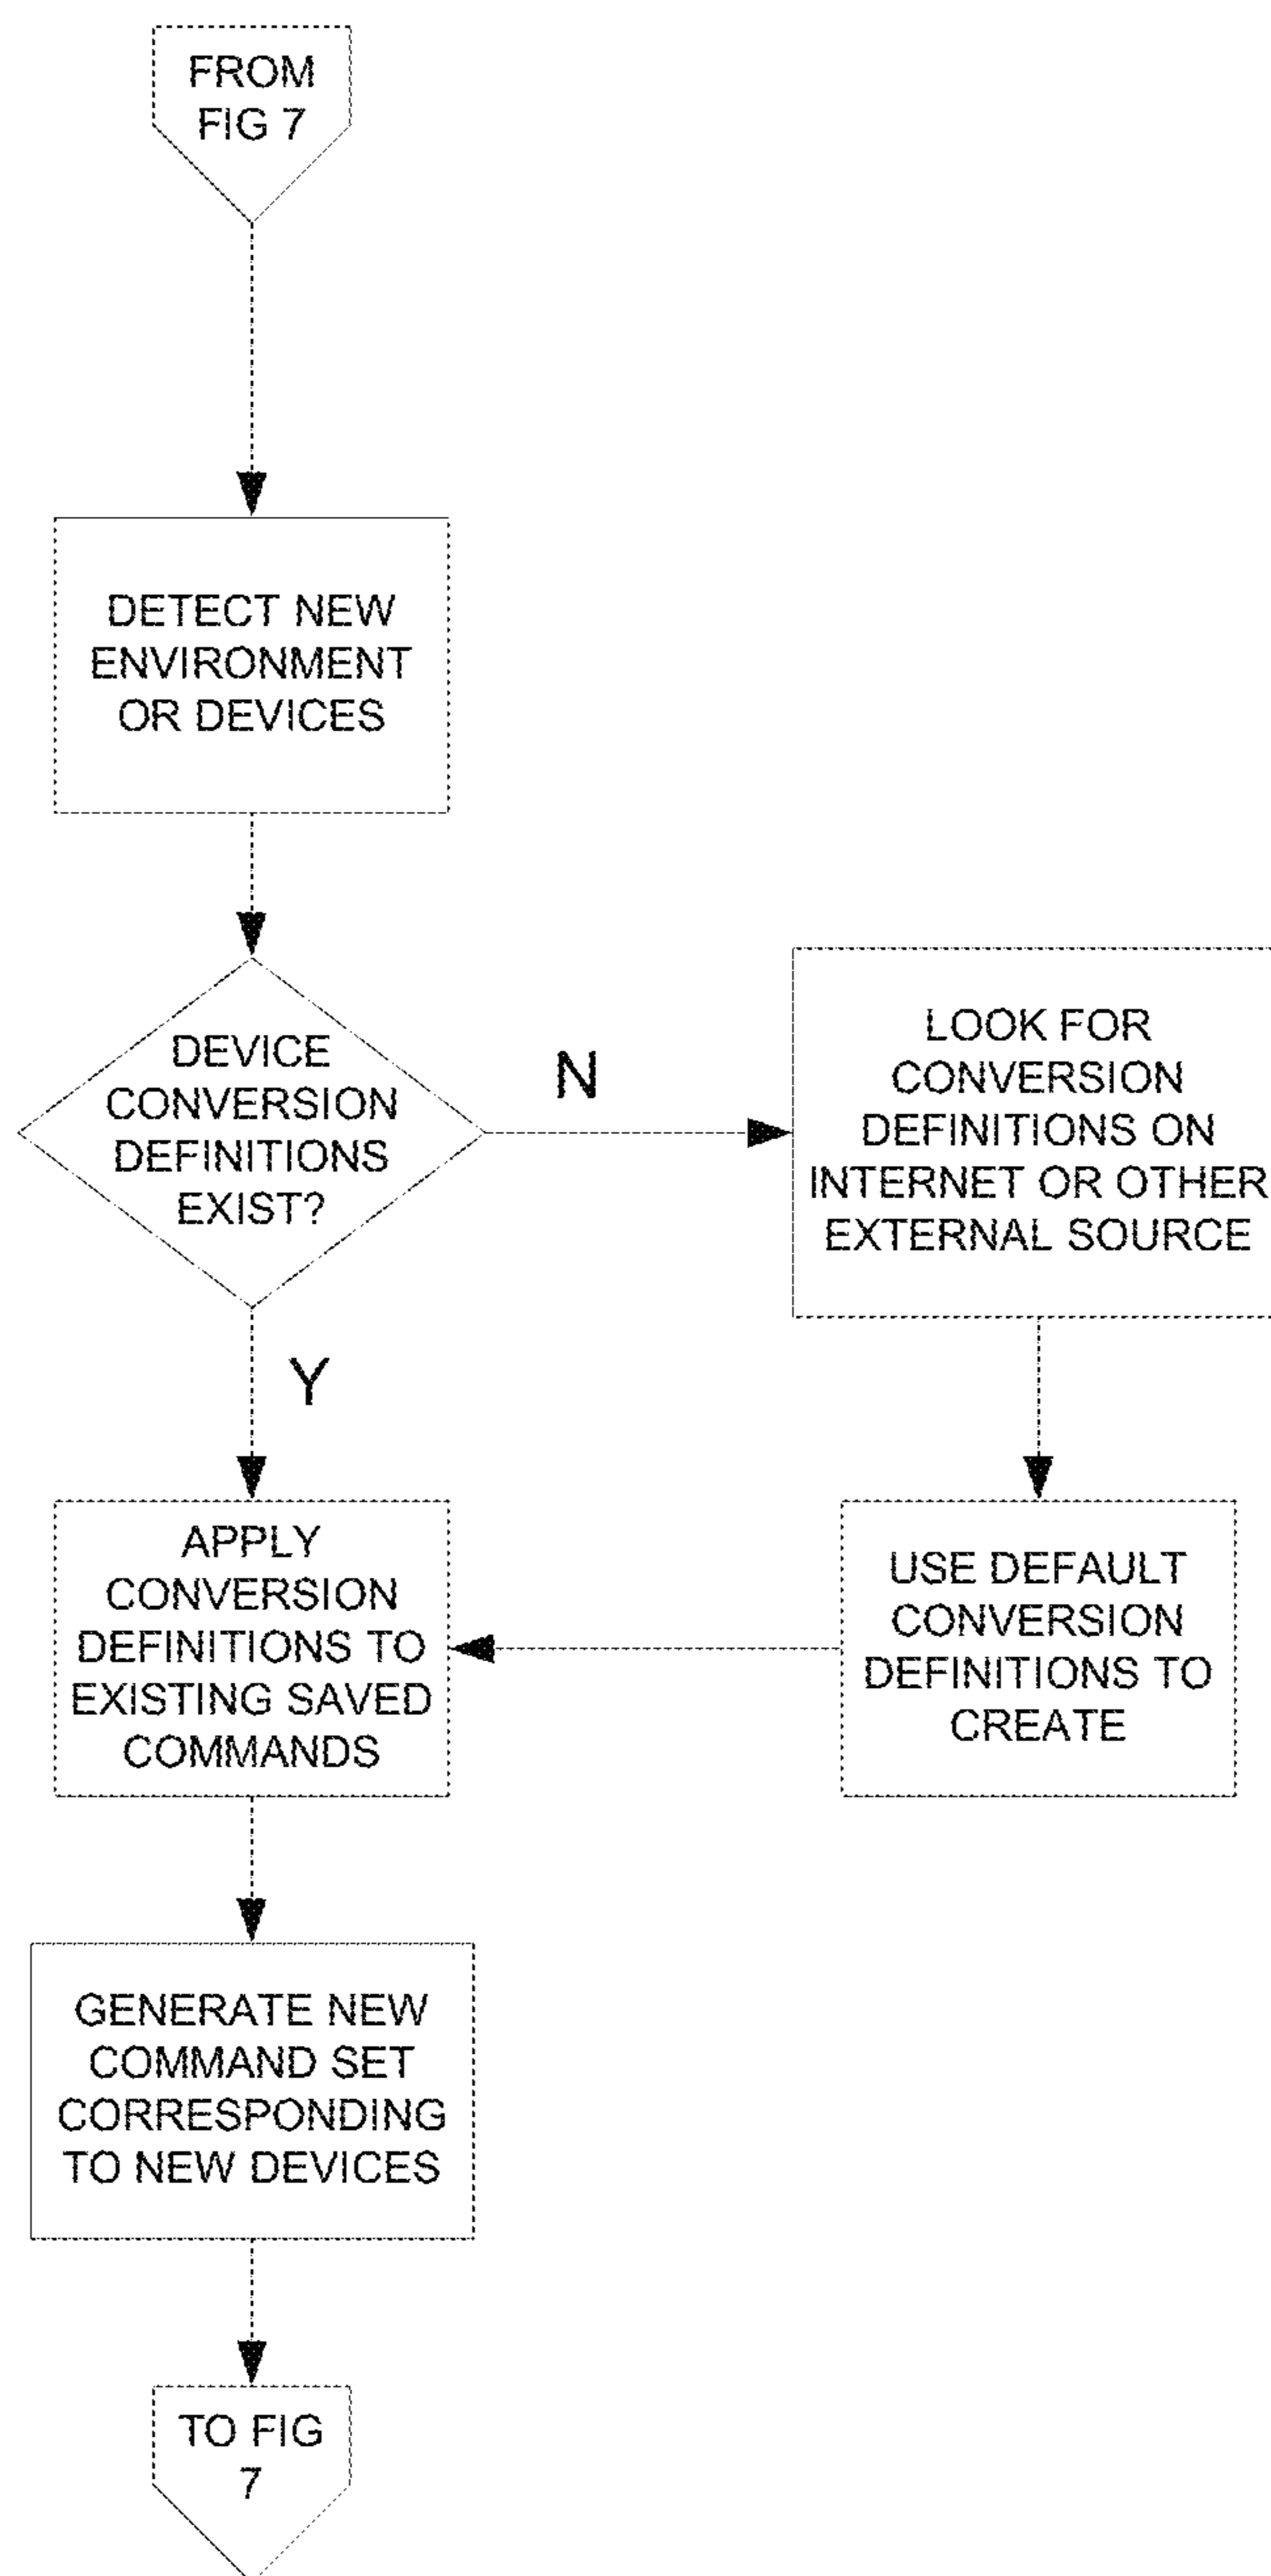 FROM
FIG 7
DETECT NEW
ENVIRONMENT
OR DEVICES
DEVICE
CONVERSION
DEFINITIONS
EXIST?
N
LOOK FOR
CONVERSION
DEFINITIONS ON
INTERNET OR OTHER
EXTERNAL SOURCE
Y
APPLY
CONVERSION
DEFINITIONS TO
EXISTING SAVED
COMMANDS
USE DEFAULT
CONVERSION
DEFINITIONS TO
CREATE
GENERATE NEW
COMMAND SET
CORRESPONDING
TO NEW DEVICES
TO FIG
7